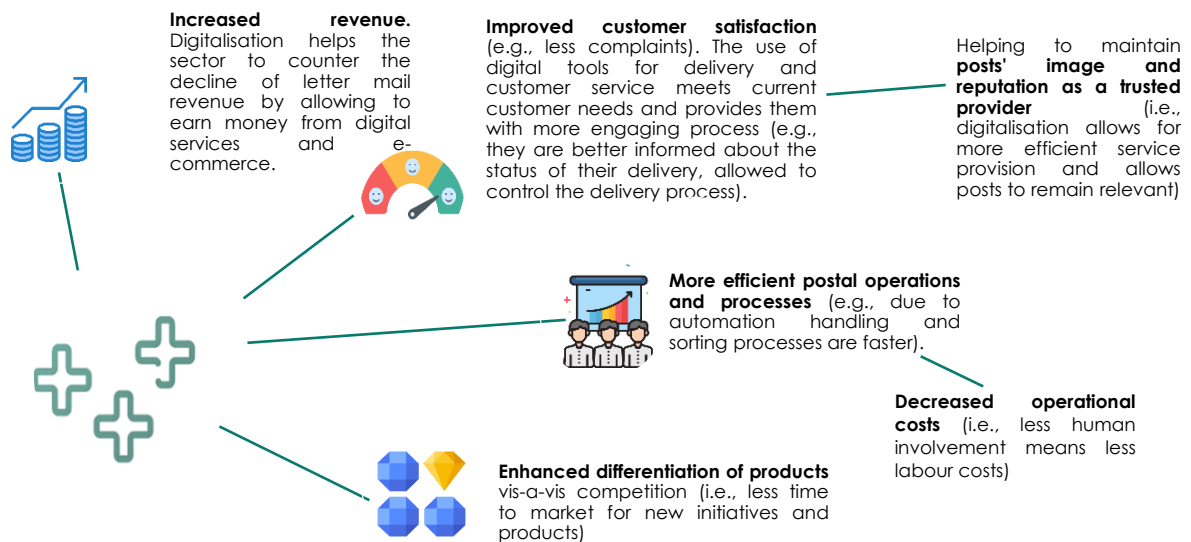 Increased revenue.
Digitalisation helps the
sector to counter the
decline of letter mail
revenue by allowing to
earn money from digital
services and e-
commerce.
Improved customer satisfaction
(e.g., less complaints). The use of
digital tools for delivery and
customer service meets current
customer needs and provides them
with more engaging process (e.g.,
they are better informed about the
status of their delivery, allowed to
control the delivery process).
Helping to maintain
posts' image and
reputation as a trusted
provider (i.e.,
digitalisation allows for
more efficient service
provision and allows
posts to remain relevant)
More efficient postal operations
and processes (e.g., due to
automation handling and
sorting processes are faster).
Decreased operational
costs (i.e., less human
involvement means less
labour costs)
Enhanced differentiation of products
vis-a-vis competition (i.e., less time
to market for new initiatives and
products)